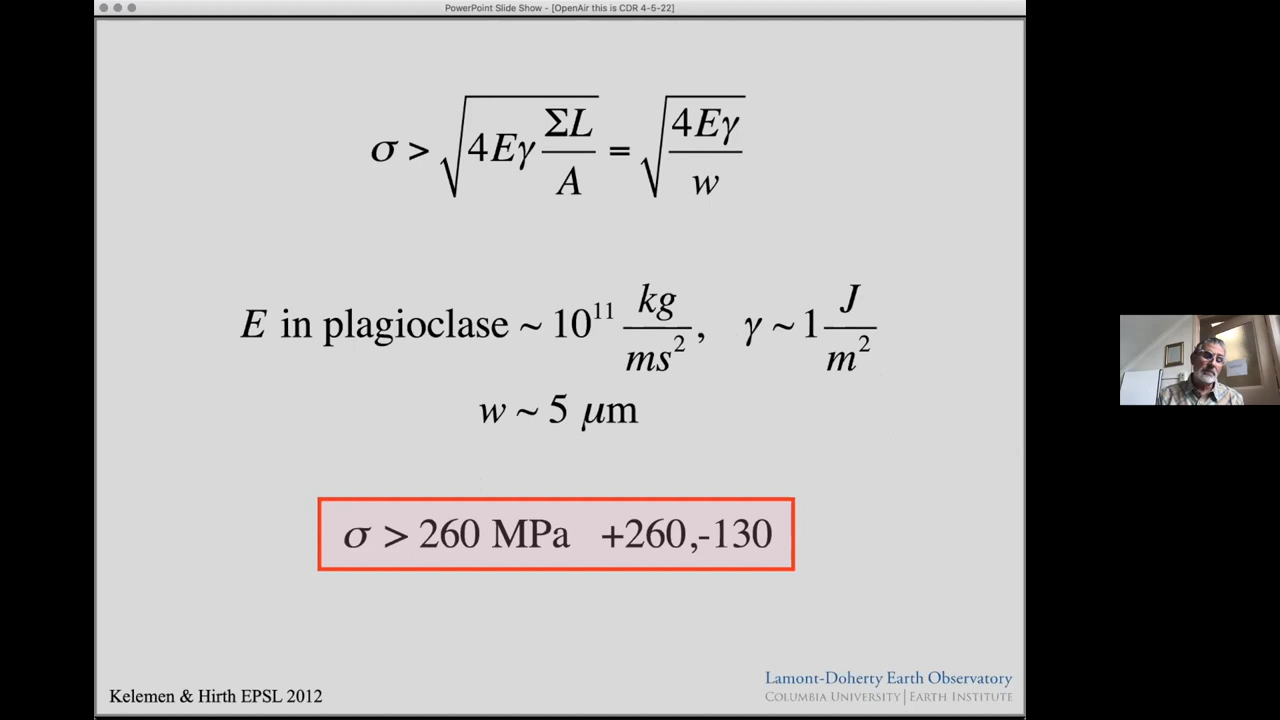 PowerPoint Slide Show - [OpenAir this is CDR 4-5-22]
σ > √(4Eγ ΣL/A) = √(4Eγ/w)
E in plagioclase ~ 10¹¹ kg/ms², γ ~ 1 J/m²
w ~ 5 μm
σ > 260 MPa +260,-130
Kelemen & Hirth EPSL 2012
Lamont-Doherty Earth Observatory
COLUMBIA UNIVERSITY | EARTH INSTITUTE